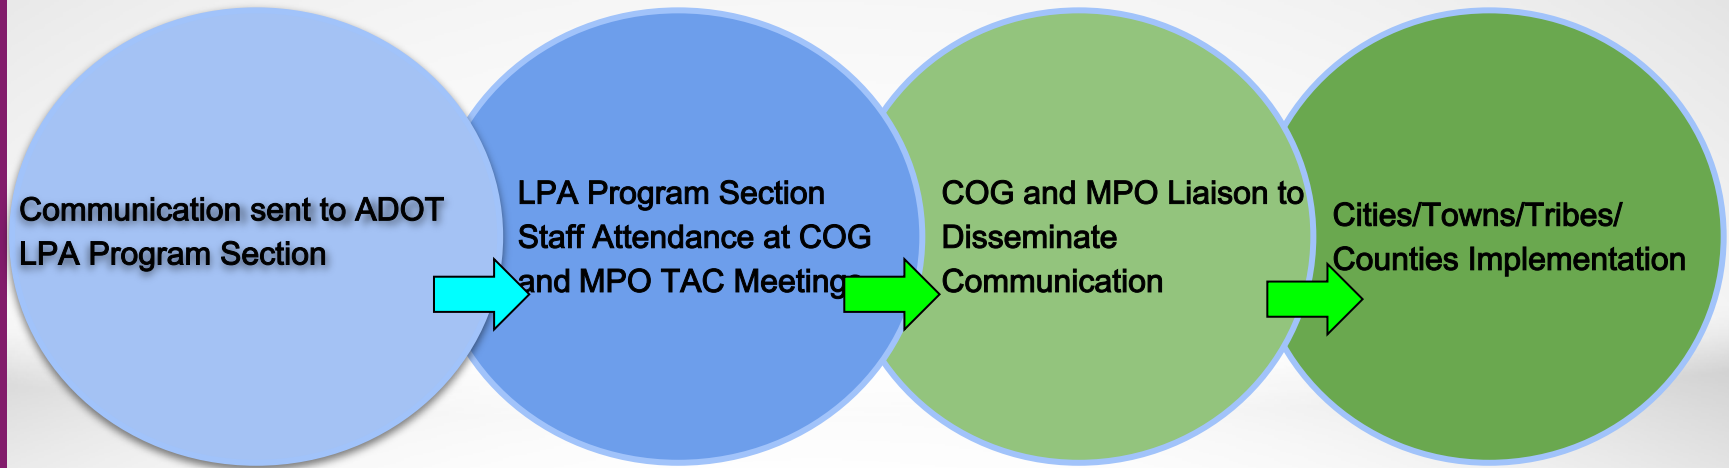 Communication sent to ADOT
LPA Program Section
LPA Program Section
Staff Attendance at COG
and MPO TAC Meetings
COG and MPO Liaison to
Disseminate
Communication
Cities/Towns/Tribes/
Counties Implementation